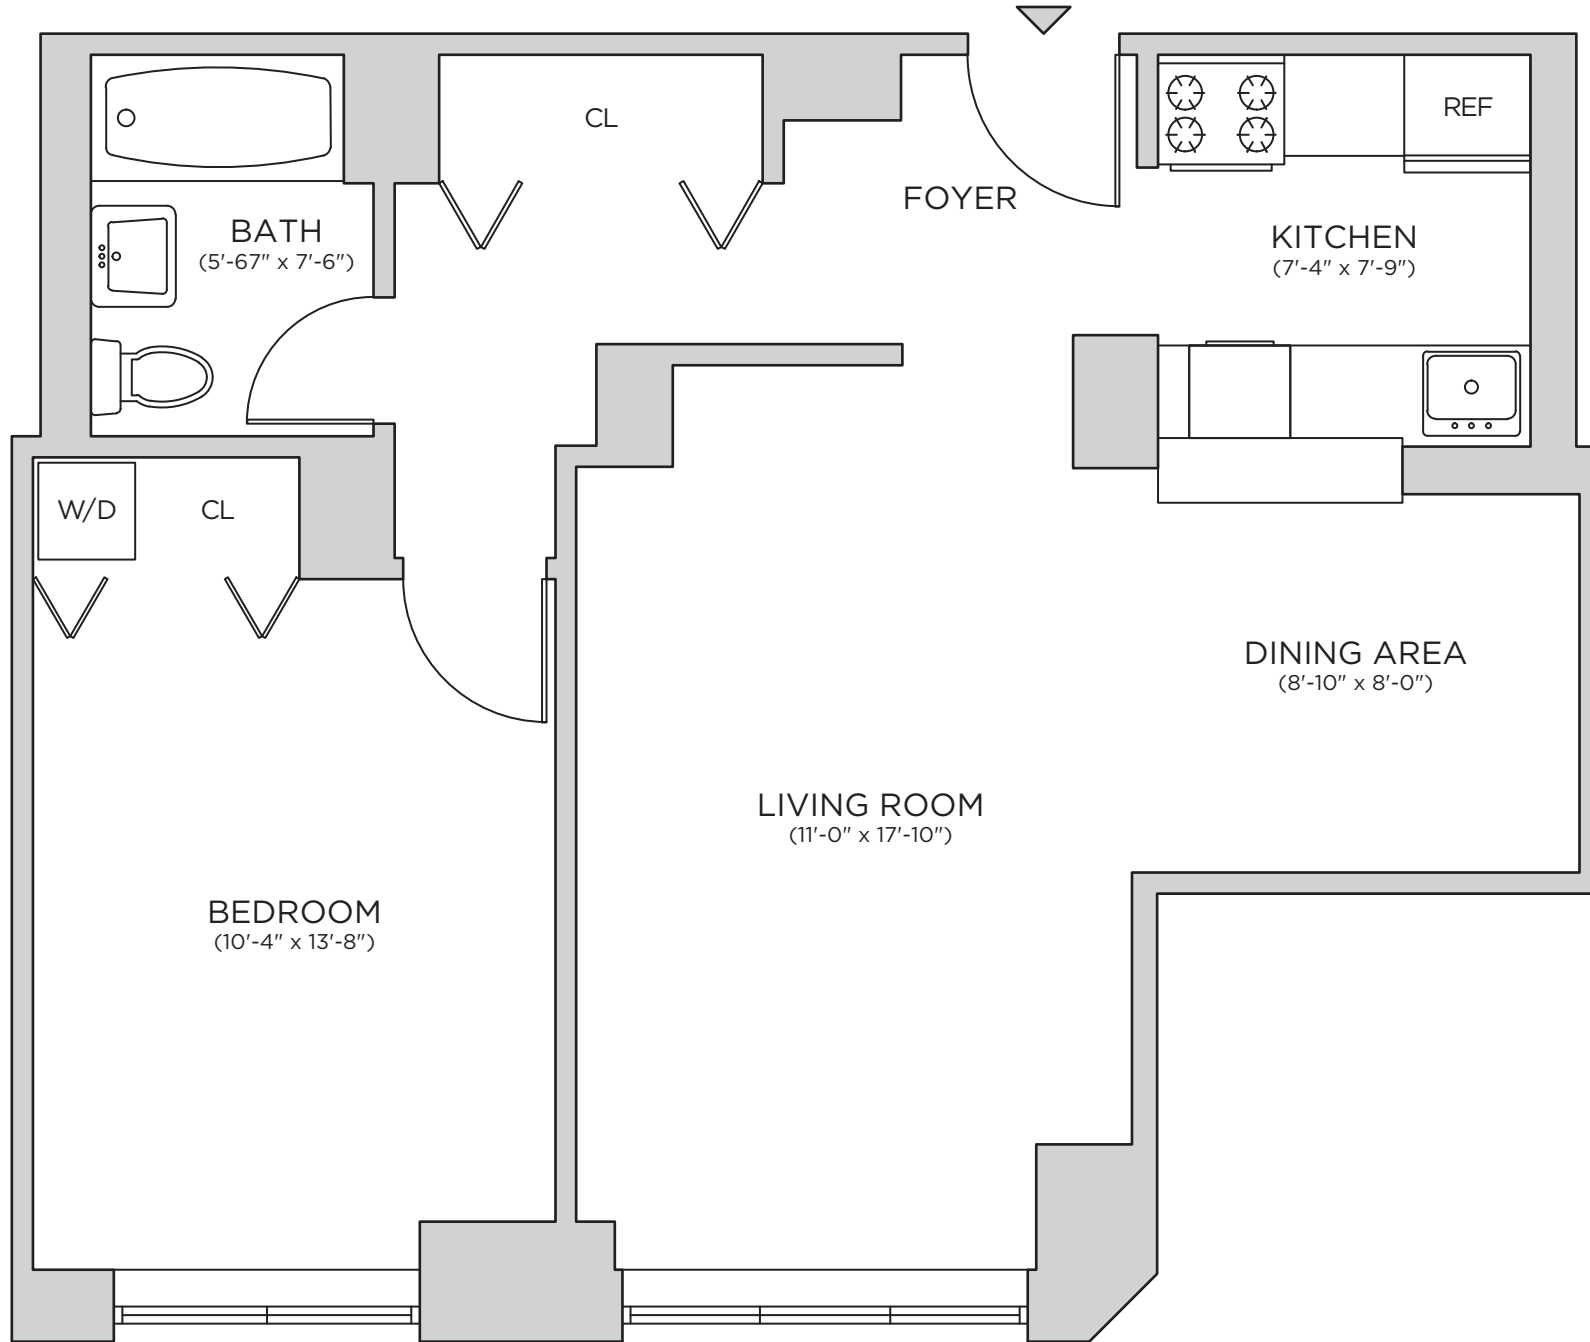 CL
REF
FOYER
BATH
(5'-67" x 7'-6")
KITCHEN
(7'-4" x 7'-9")
W/D
CL
DINING AREA
(8'-10" x 8'-0")
LIVING ROOM
(11'-0" x 17'-10")
BEDROOM
(10'-4" x 13'-8")